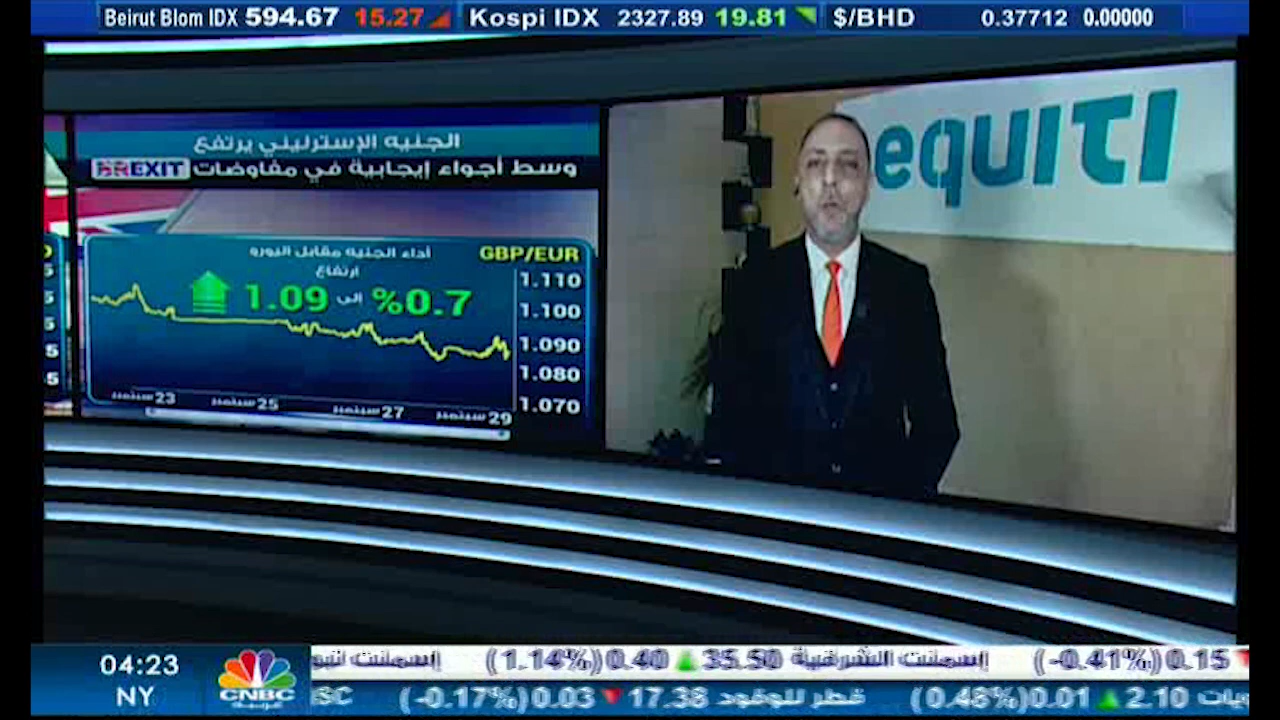 Beirut Blom IDX 594.67 15.27 Kospi IDX 2327.89 19.81 $/BHD 0.37712 0.00000
الجنيه الإسترليني يرتفع
وسط أجواء إيجابية في مفاوضات BREXIT
equiti
أداء الجنيه مقابل اليورو
GBP/EUR
ارتفاع
%0.7 إلى 1.09
1.110
1.100
1.090
1.080
1.070
23 سبتمبر
25 سبتمبر
27 سبتمبر
29 سبتمبر
04:23
NY
CNBC
عربية
(-0.41%) 0.15
إسمنت الشرقية 35.50 0.40 (1.14%)
إسمنت
2.10 0.01 (0.48%)
قطر للوقود 17.38 0.03 (-0.17%)